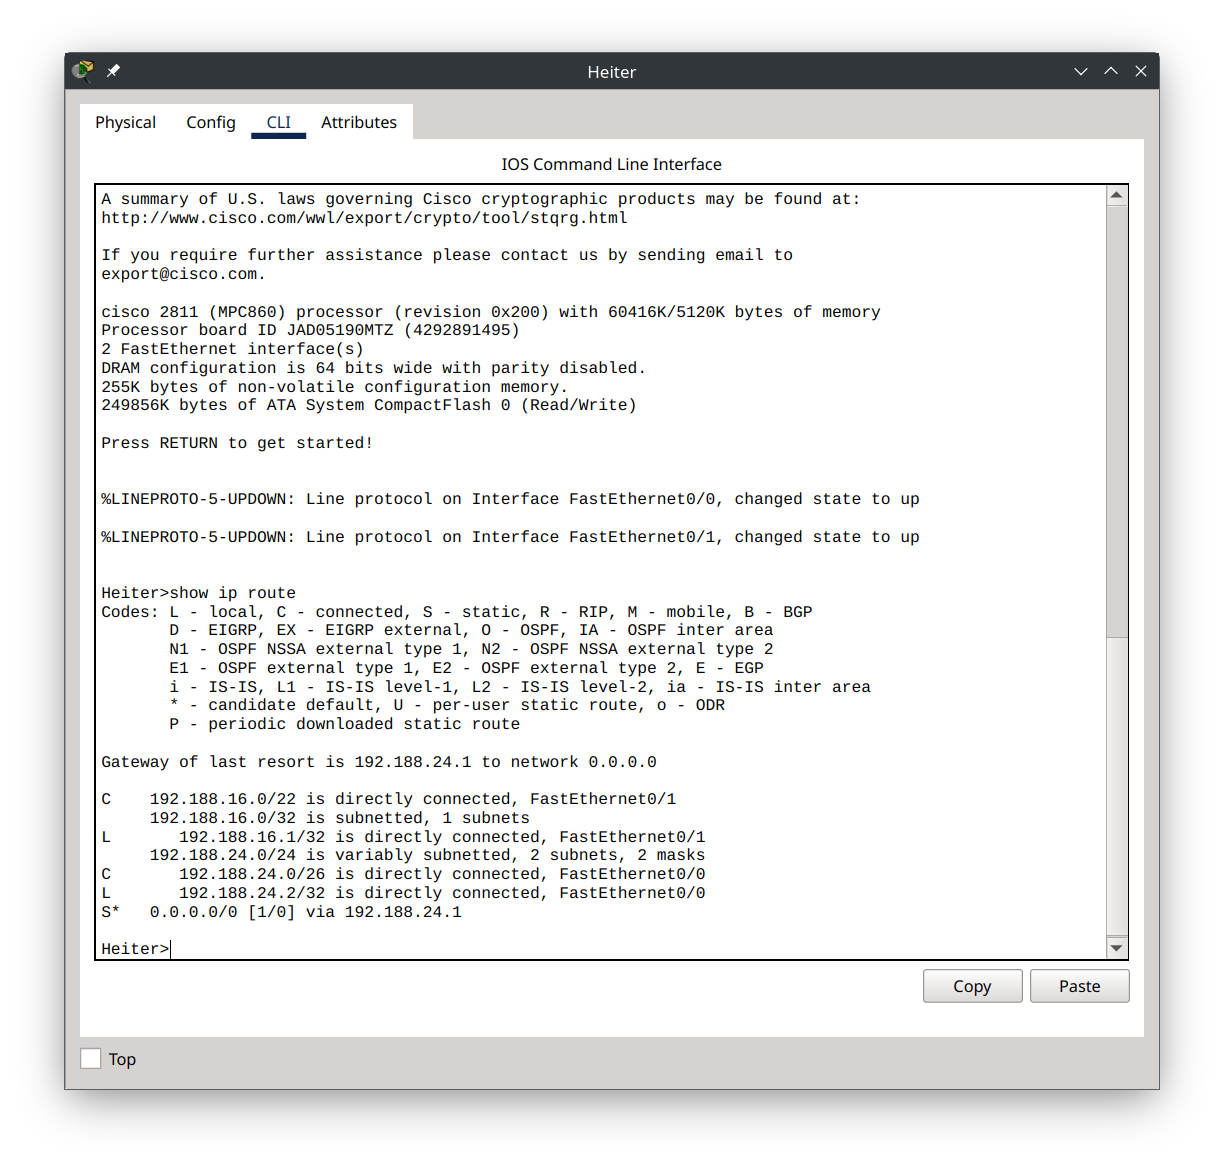 Heiter
Physical Config CLI Attributes
IOS Command Line Interface
A summary of U.S. laws governing Cisco cryptographic products may be found at:
http://www.cisco.com/wwl/export/crypto/tool/stqrg.html
If you require further assistance please contact us by sending email to
export@cisco.com.
cisco 2811 (MPC860) processor (revision 0x200) with 60416K/5120K bytes of memory
Processor board ID JAD05190MTZ (4292891495)
2 FastEthernet interface(s)
DRAM configuration is 64 bits wide with parity disabled.
255K bytes of non-volatile configuration memory.
249856K bytes of ATA System CompactFlash 0 (Read/Write)
Press RETURN to get started!
%LINEPROTO-5-UPDOWN: Line protocol on Interface FastEthernet0/0, changed state to up
%LINEPROTO-5-UPDOWN: Line protocol on Interface FastEthernet0/1, changed state to up
Heiter>show ip route
Codes: L - local, C - connected, S - static, R - RIP, M - mobile, B - BGP
D - EIGRP, EX - EIGRP external, O - OSPF, IA - OSPF inter area
N1 - OSPF NSSA external type 1, N2 - OSPF NSSA external type 2
E1 - OSPF external type 1, E2 - OSPF external type 2, E - EGP
i - IS-IS, L1 - IS-IS level-1, L2 - IS-IS level-2, ia - IS-IS inter area
* - candidate default, U - per-user static route, o - ODR
P - periodic downloaded static route
Gateway of last resort is 192.188.24.1 to network 0.0.0.0
C    192.188.16.0/22 is directly connected, FastEthernet0/1
192.188.16.0/32 is subnetted, 1 subnets
L       192.188.16.1/32 is directly connected, FastEthernet0/1
192.188.24.0/24 is variably subnetted, 2 subnets, 2 masks
C       192.188.24.0/26 is directly connected, FastEthernet0/0
L       192.188.24.2/32 is directly connected, FastEthernet0/0
S*   0.0.0.0/0 [1/0] via 192.188.24.1
Heiter>
Copy Paste
Top